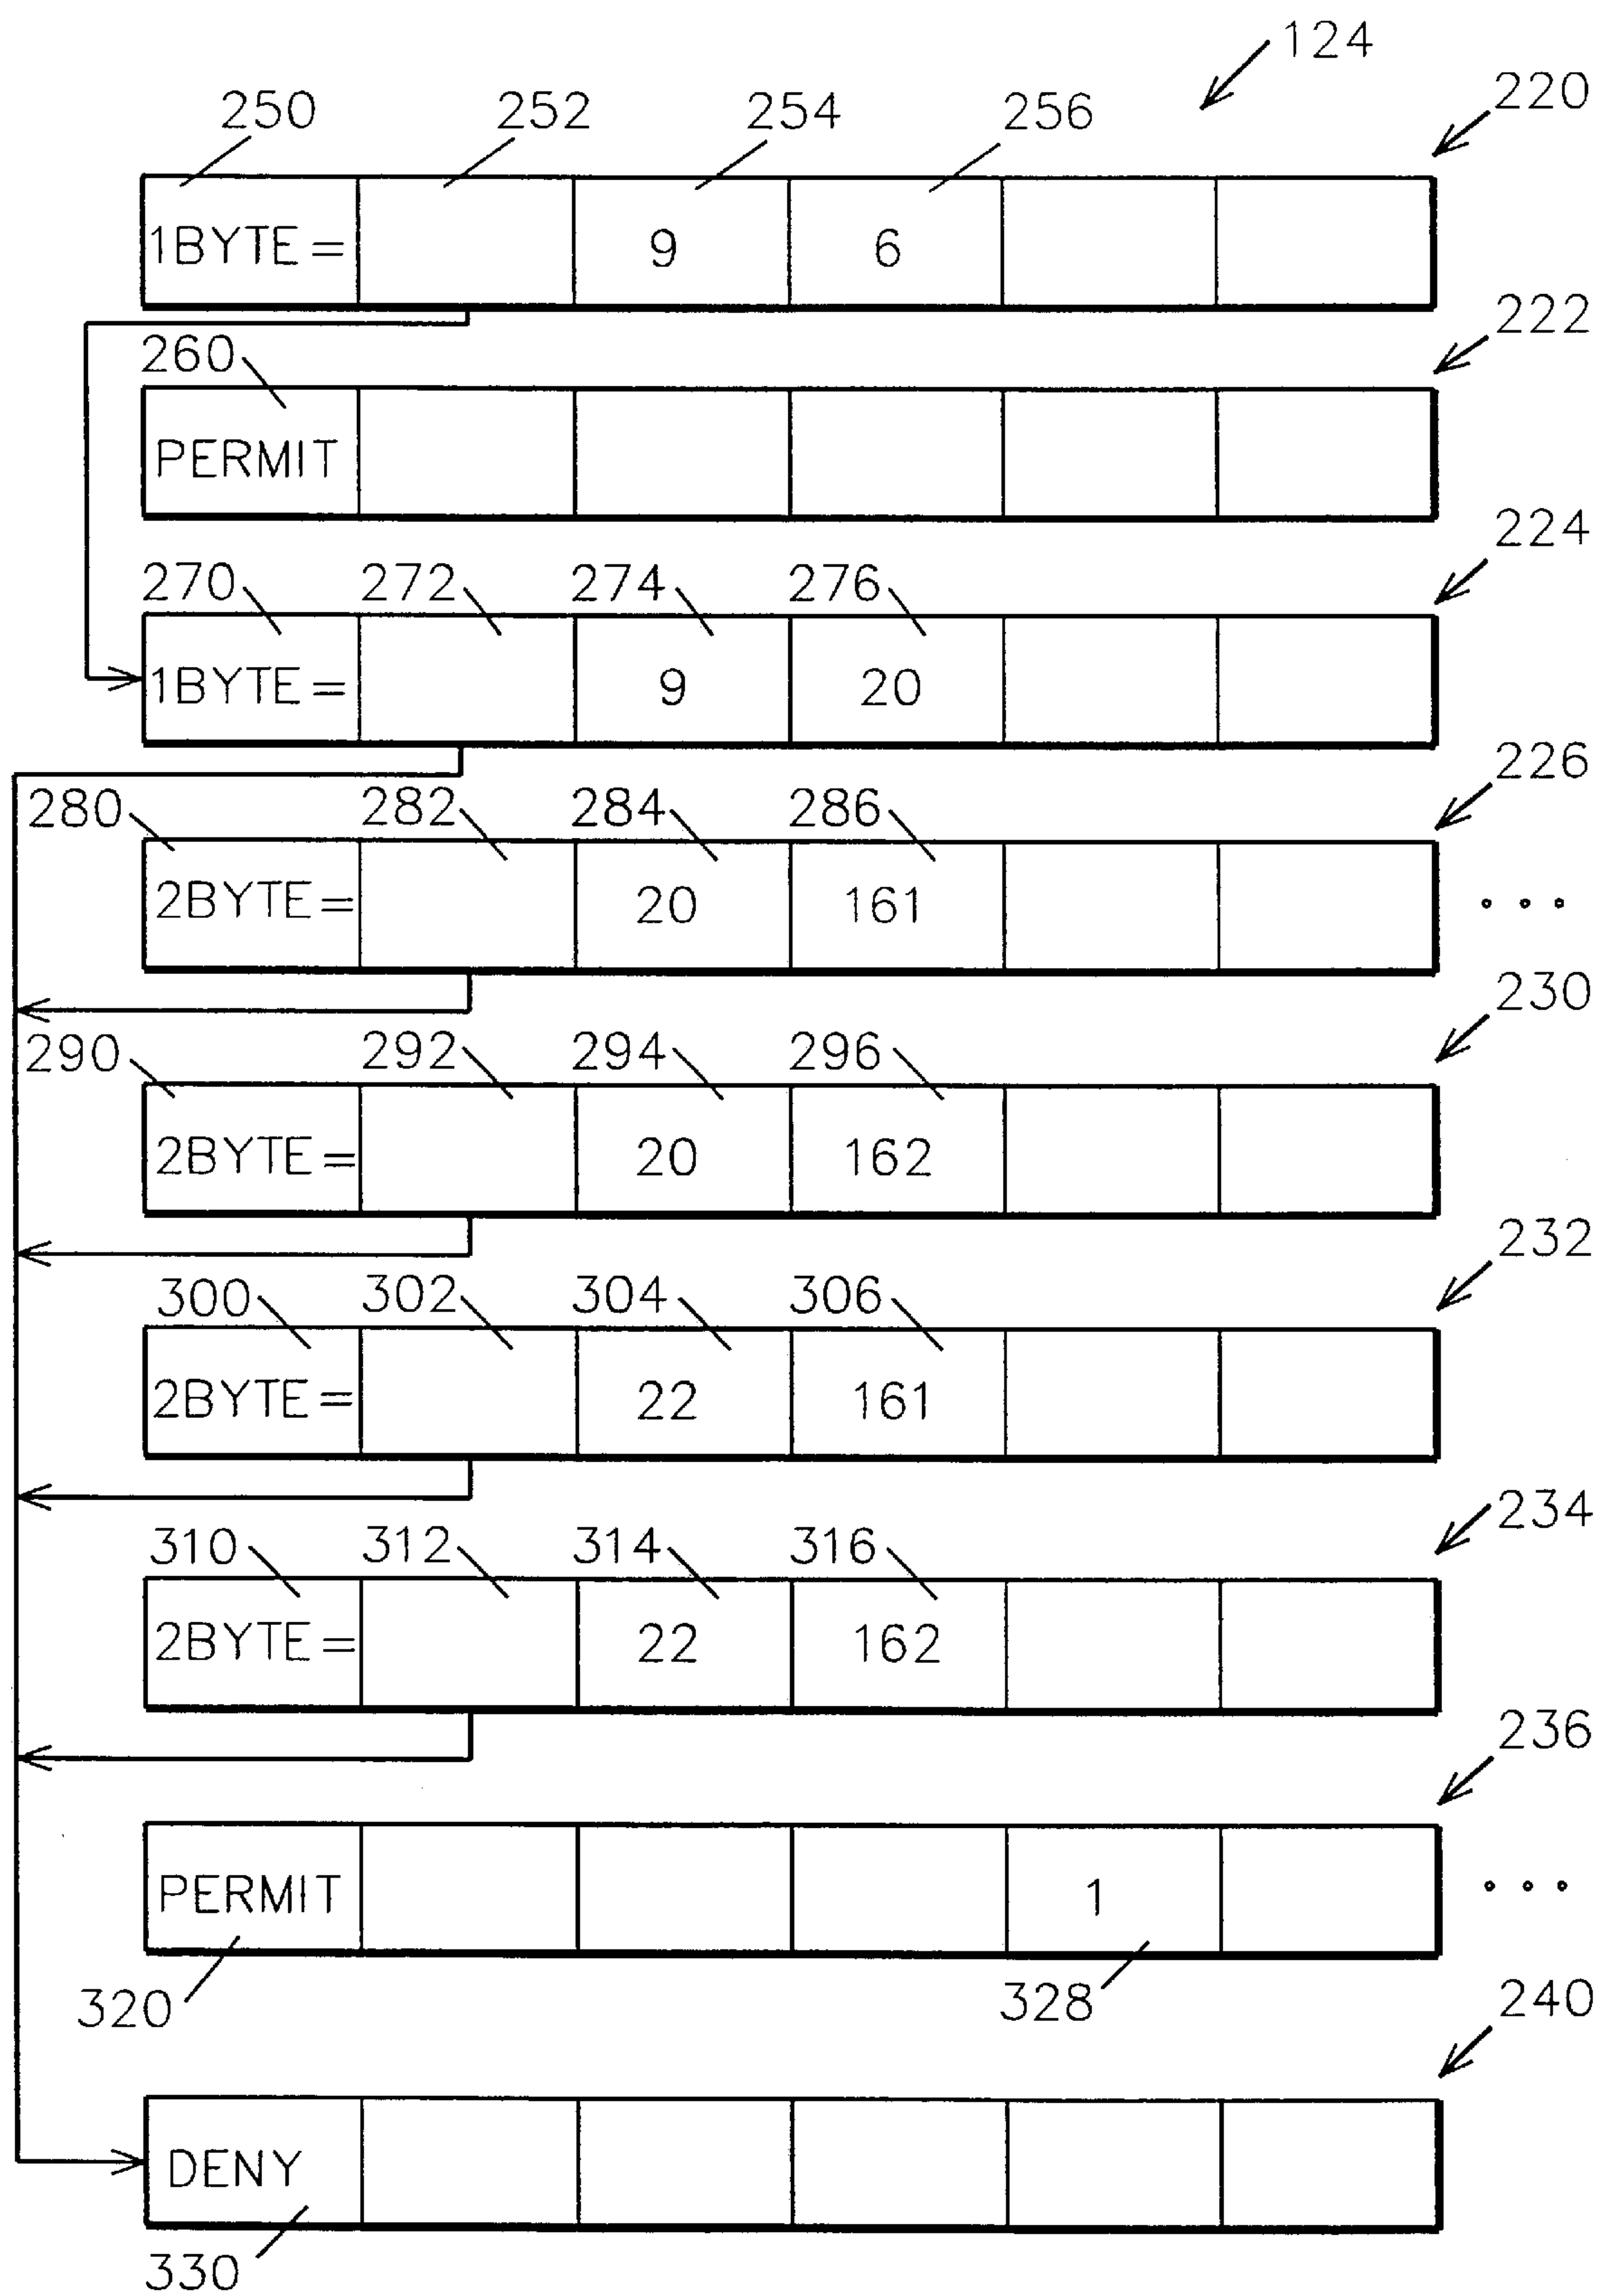 124
220
250 252 254 256
1BYTE= 9 6
222
260
PERMIT
224
270 272 274 276
1BYTE= 9 20
226
280 282 284 286
2BYTE= 20 161
230
290 292 294 296
2BYTE= 20 162
232
300 302 304 306
2BYTE= 22 161
234
310 312 314 316
2BYTE= 22 162
236
PERMIT 1
320 328
240
DENY
330